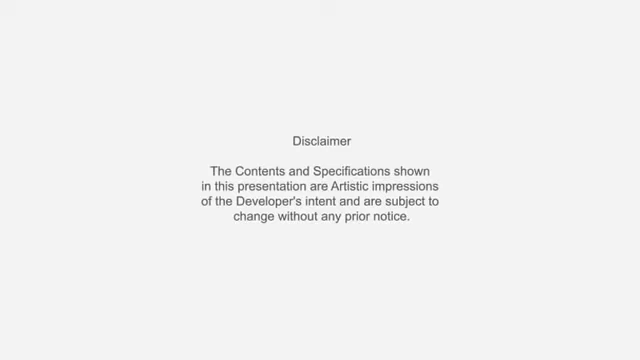 Disclaimer
The Contents and Specifications shown
in this presentation are Artistic impressions
of the Developer's intent and are subject to
change without any prior notice.